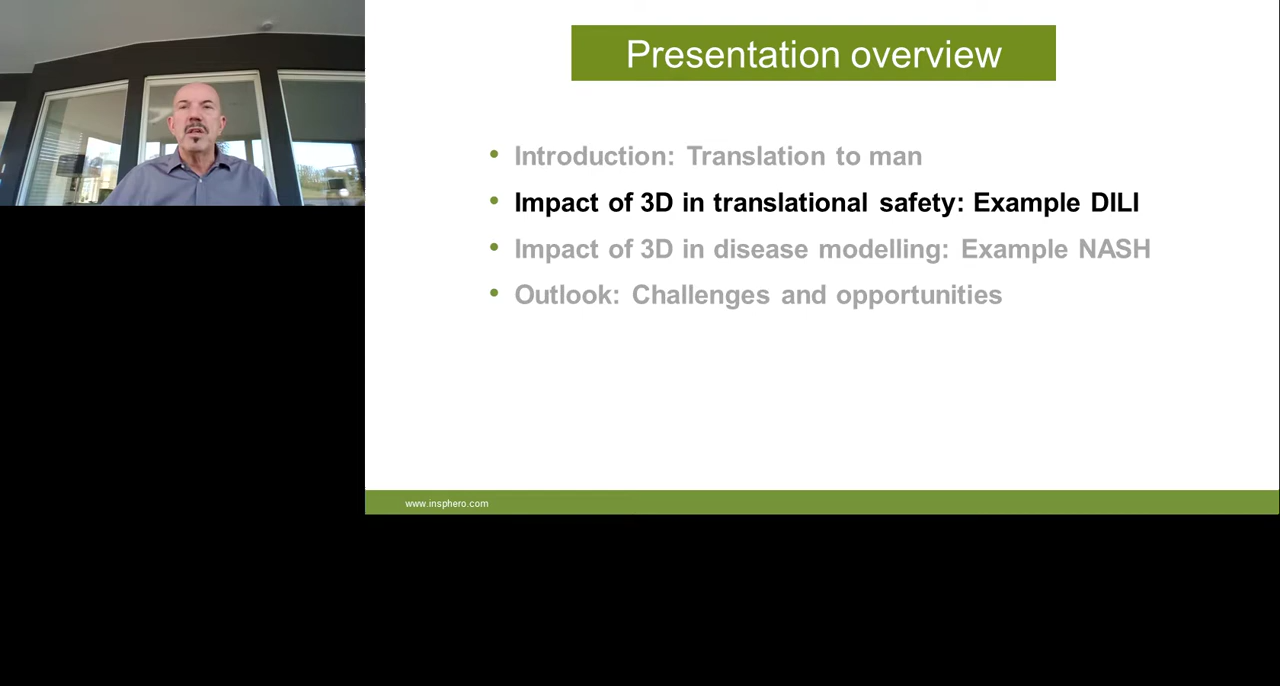 Presentation overview
• Introduction: Translation to man
• Impact of 3D in translational safety: Example DILI
• Impact of 3D in disease modelling: Example NASH
• Outlook: Challenges and opportunities
www.insphero.com